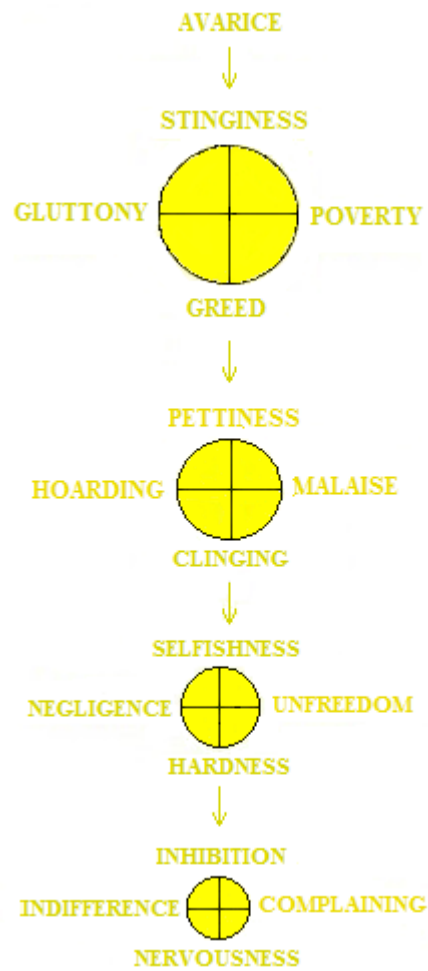 AVARICE
STINGINESS
GLUTTONY POVERTY
GREED
PETTINESS
HOARDING MALAISE
CLINGING
SELFISHNESS
NEGLIGENCE UNFREEDOM
HARDNESS
INHIBITION
INDIFFERENCE COMPLAINING
NERVOUSNESS